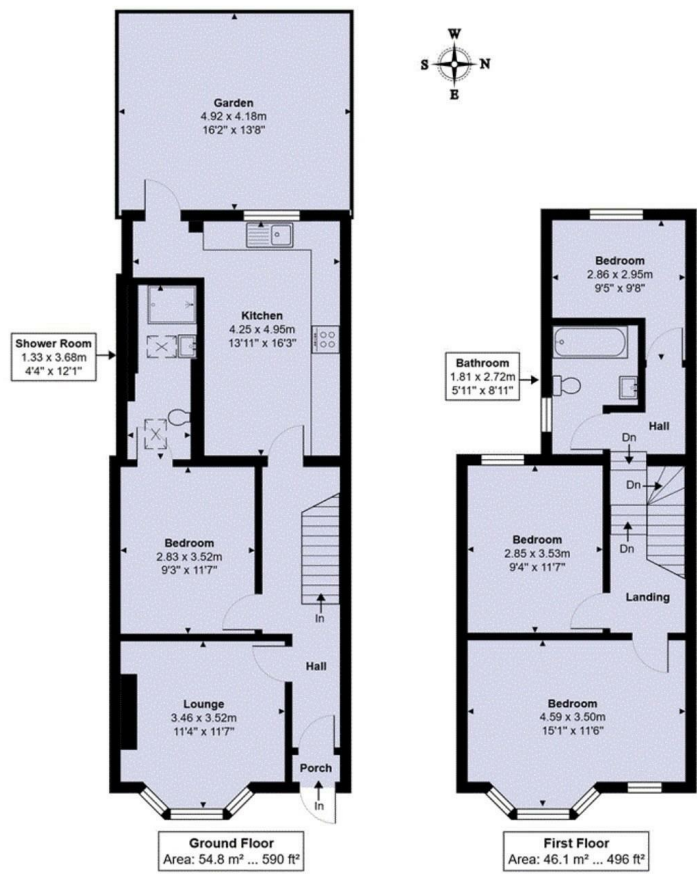 W
S N
E
Garden
4.92 x 4.18m
16'2" x 13'8"
Kitchen
4.25 x 4.95m
13'11" x 16'3"
Shower Room
1.33 x 3.68m
4'4" x 12'1"
Bedroom
2.83 x 3.52m
9'3" x 11'7"
In
Hall
Lounge
3.46 x 3.52m
11'4" x 11'7"
Porch
In
Ground Floor
Area: 54.8 m² ... 590 ft²
Bedroom
2.86 x 2.95m
9'5" x 9'8"
Bathroom
1.81 x 2.72m
5'11" x 8'11"
Hall
Dn
Dn
Dn
Bedroom
2.85 x 3.53m
9'4" x 11'7"
Landing
Bedroom
4.59 x 3.50m
15'1" x 11'6"
First Floor
Area: 46.1 m² ... 496 ft²